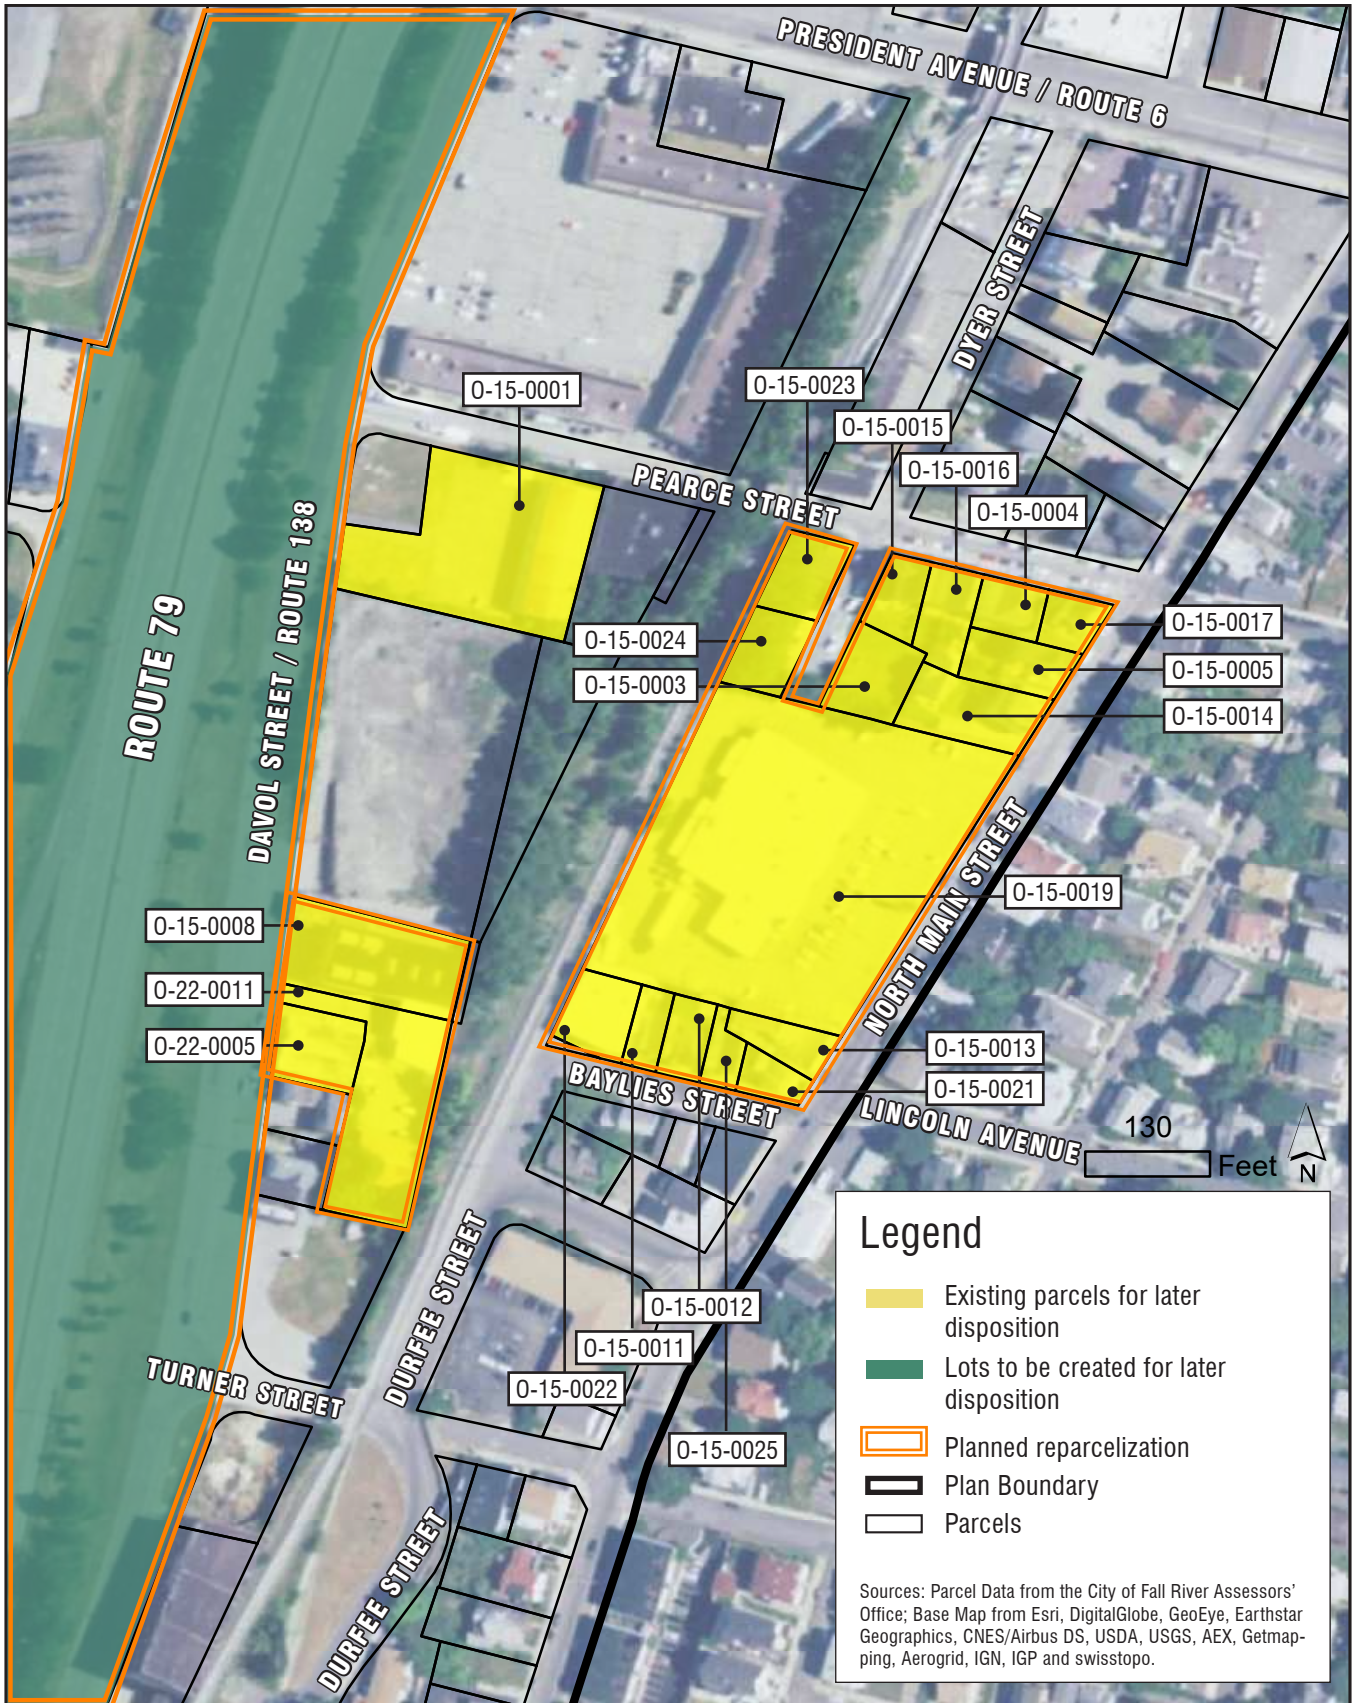 PRESIDENT AVENUE / ROUTE 6
DYER STREET
O-15-0001
O-15-0023
O-15-0015
O-15-0016
PEARCE STREET
O-15-0004
DAVOL STREET / ROUTE 138
ROUTE 79
O-15-0017
O-15-0024
O-15-0005
O-15-0003
O-15-0014
NORTH MAIN STREET
O-15-0019
O-15-0008
O-22-0011
O-22-0005
O-15-0013
O-15-0021
BAYLIES STREET
LINCOLN AVENUE
130
Feet
N
DURFEE STREET
O-15-0012
O-15-0011
O-15-0022
TURNER STREET
O-15-0025
DURFEE STREET
Legend
Existing parcels for later
disposition
Lots to be created for later
disposition
Planned reparcelization
Plan Boundary
Parcels
Sources: Parcel Data from the City of Fall River Assessors'
Office; Base Map from Esri, DigitalGlobe, GeoEye, Earthstar
Geographics, CNES/Airbus DS, USDA, USGS, AEX, Getmap-
ping, Aerogrid, IGN, IGP and swisstopo.